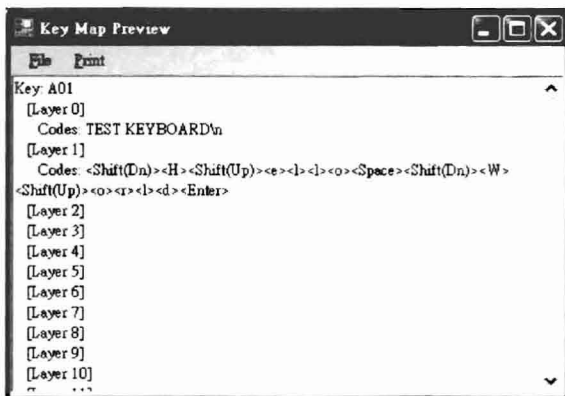 Key Map Preview
File Print
Key: A01
[Layer 0]
Codes: TEST KEYBOARD\n
[Layer 1]
Codes: <Shift(Dn)><H><Shift(Up)><e><l><l><o><Space><Shift(Dn)><W>
<Shift(Up)><o><r><l><d><Enter>
[Layer 2]
[Layer 3]
[Layer 4]
[Layer 5]
[Layer 6]
[Layer 7]
[Layer 8]
[Layer 9]
[Layer 10]